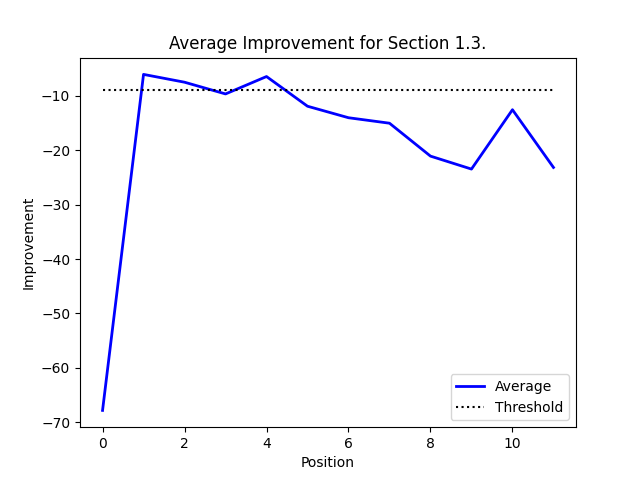 Average Improvement for Section 1.3.
Improvement
−10
−20
−30
−40
−50
−60
−70
0
2
4
6
8
10
Position
Average
Threshold